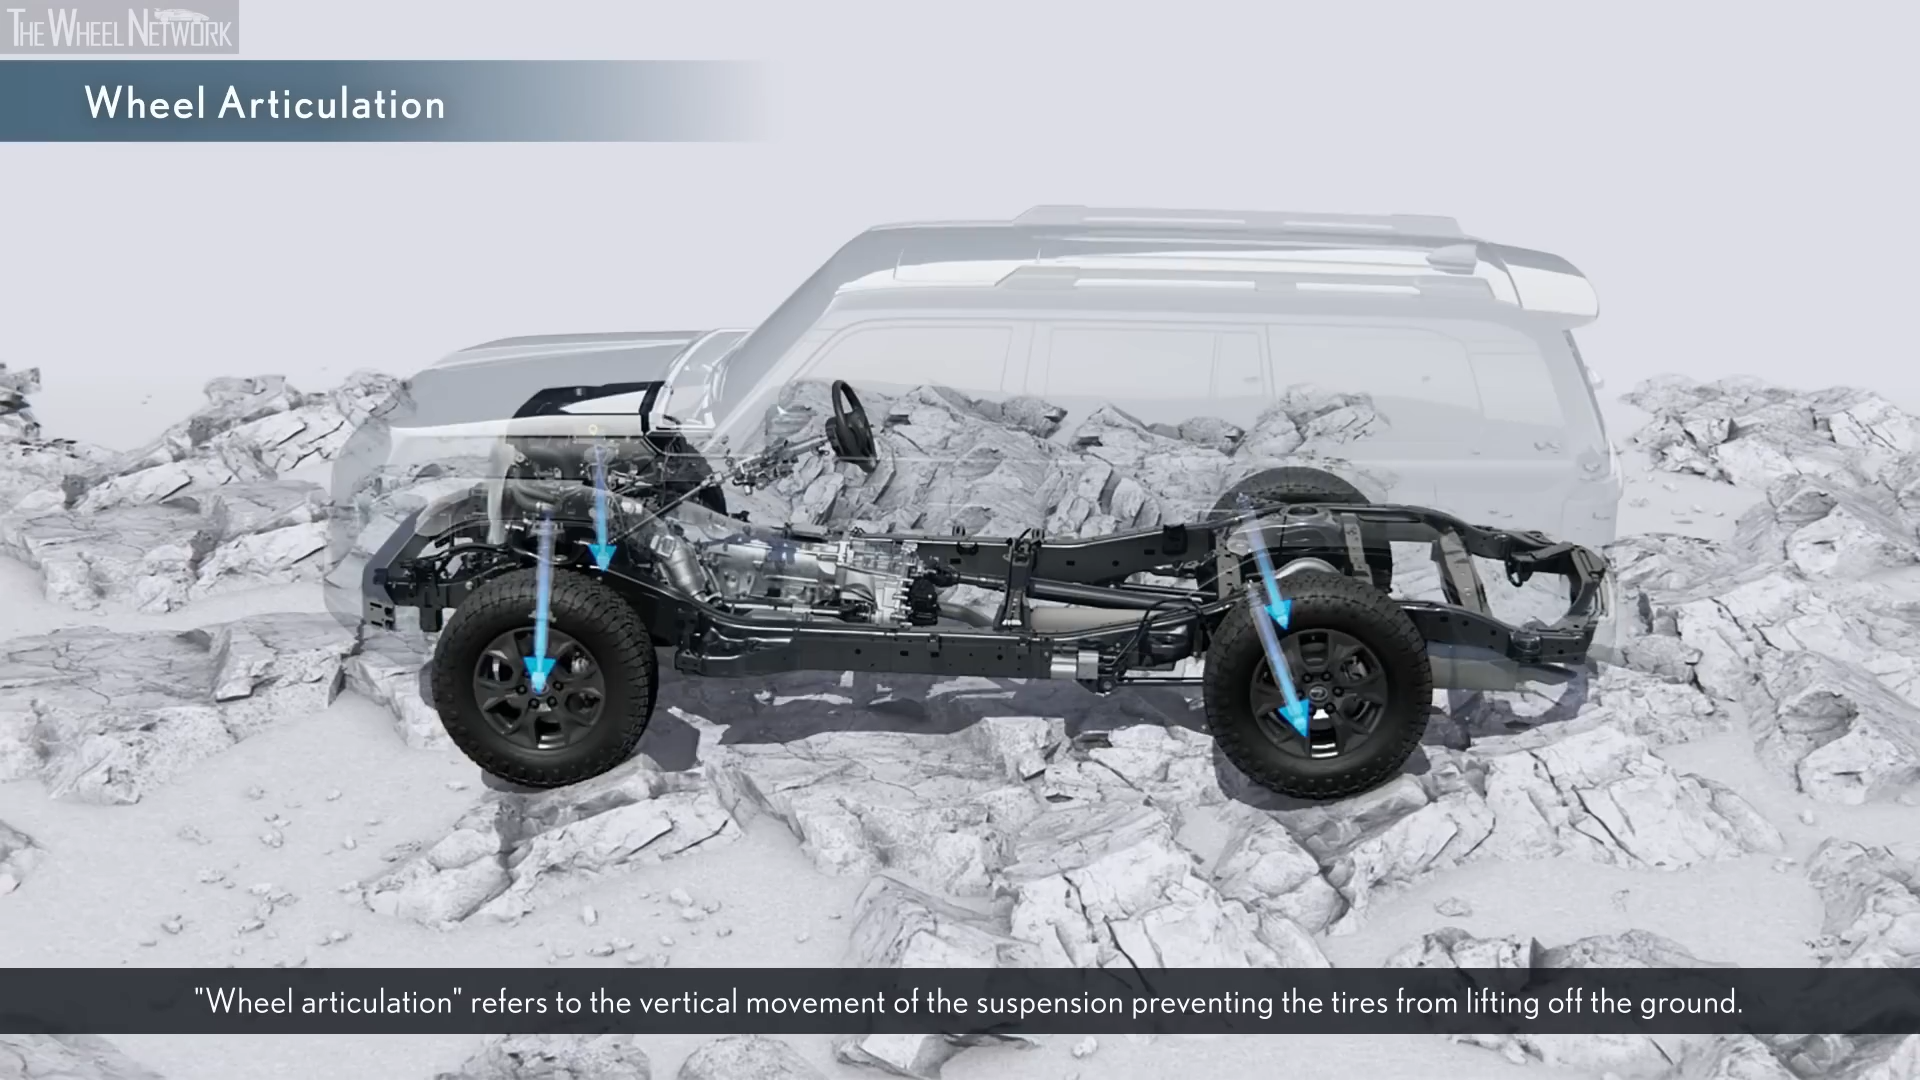 THE WHEEL NETWORK
Wheel Articulation
"Wheel articulation" refers to the vertical movement of the suspension preventing the tires from lifting off the ground.